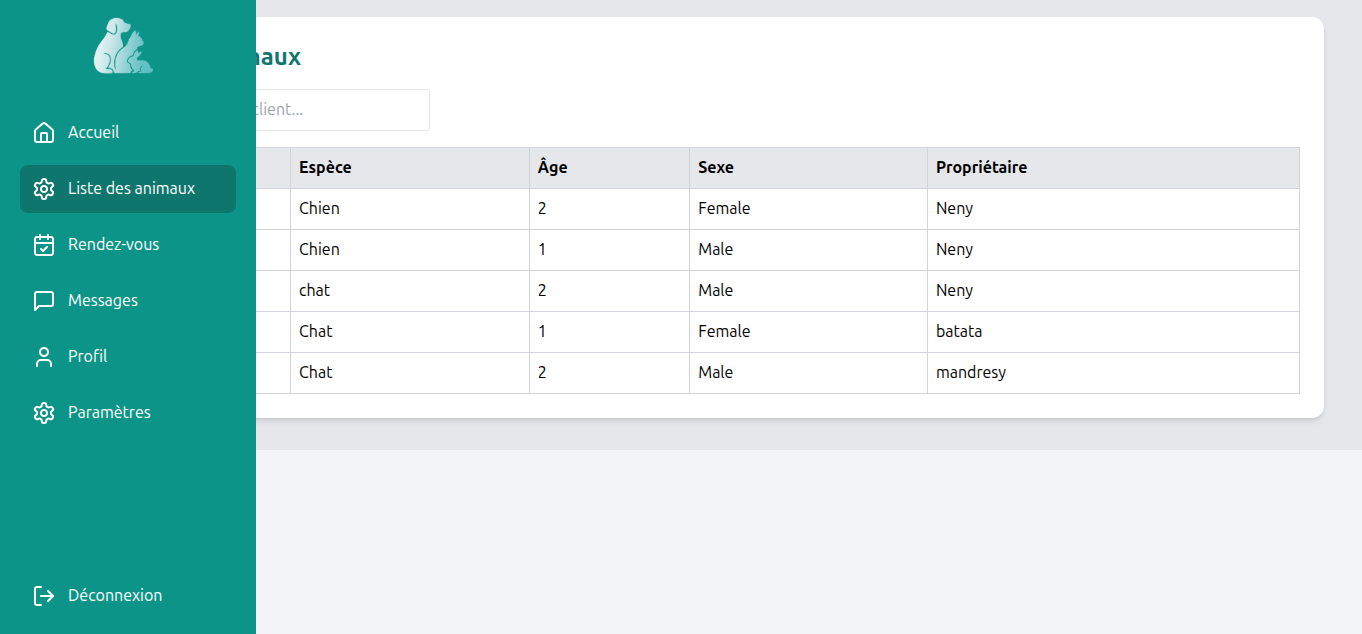 Accueil
Liste des animaux
Rendez-vous
Messages
Profil
Paramètres
Déconnexion
naux
client...
Espèce Âge Sexe Propriétaire
Chien 2 Female Neny
Chien 1 Male Neny
chat 2 Male Neny
Chat 1 Female batata
Chat 2 Male mandresy